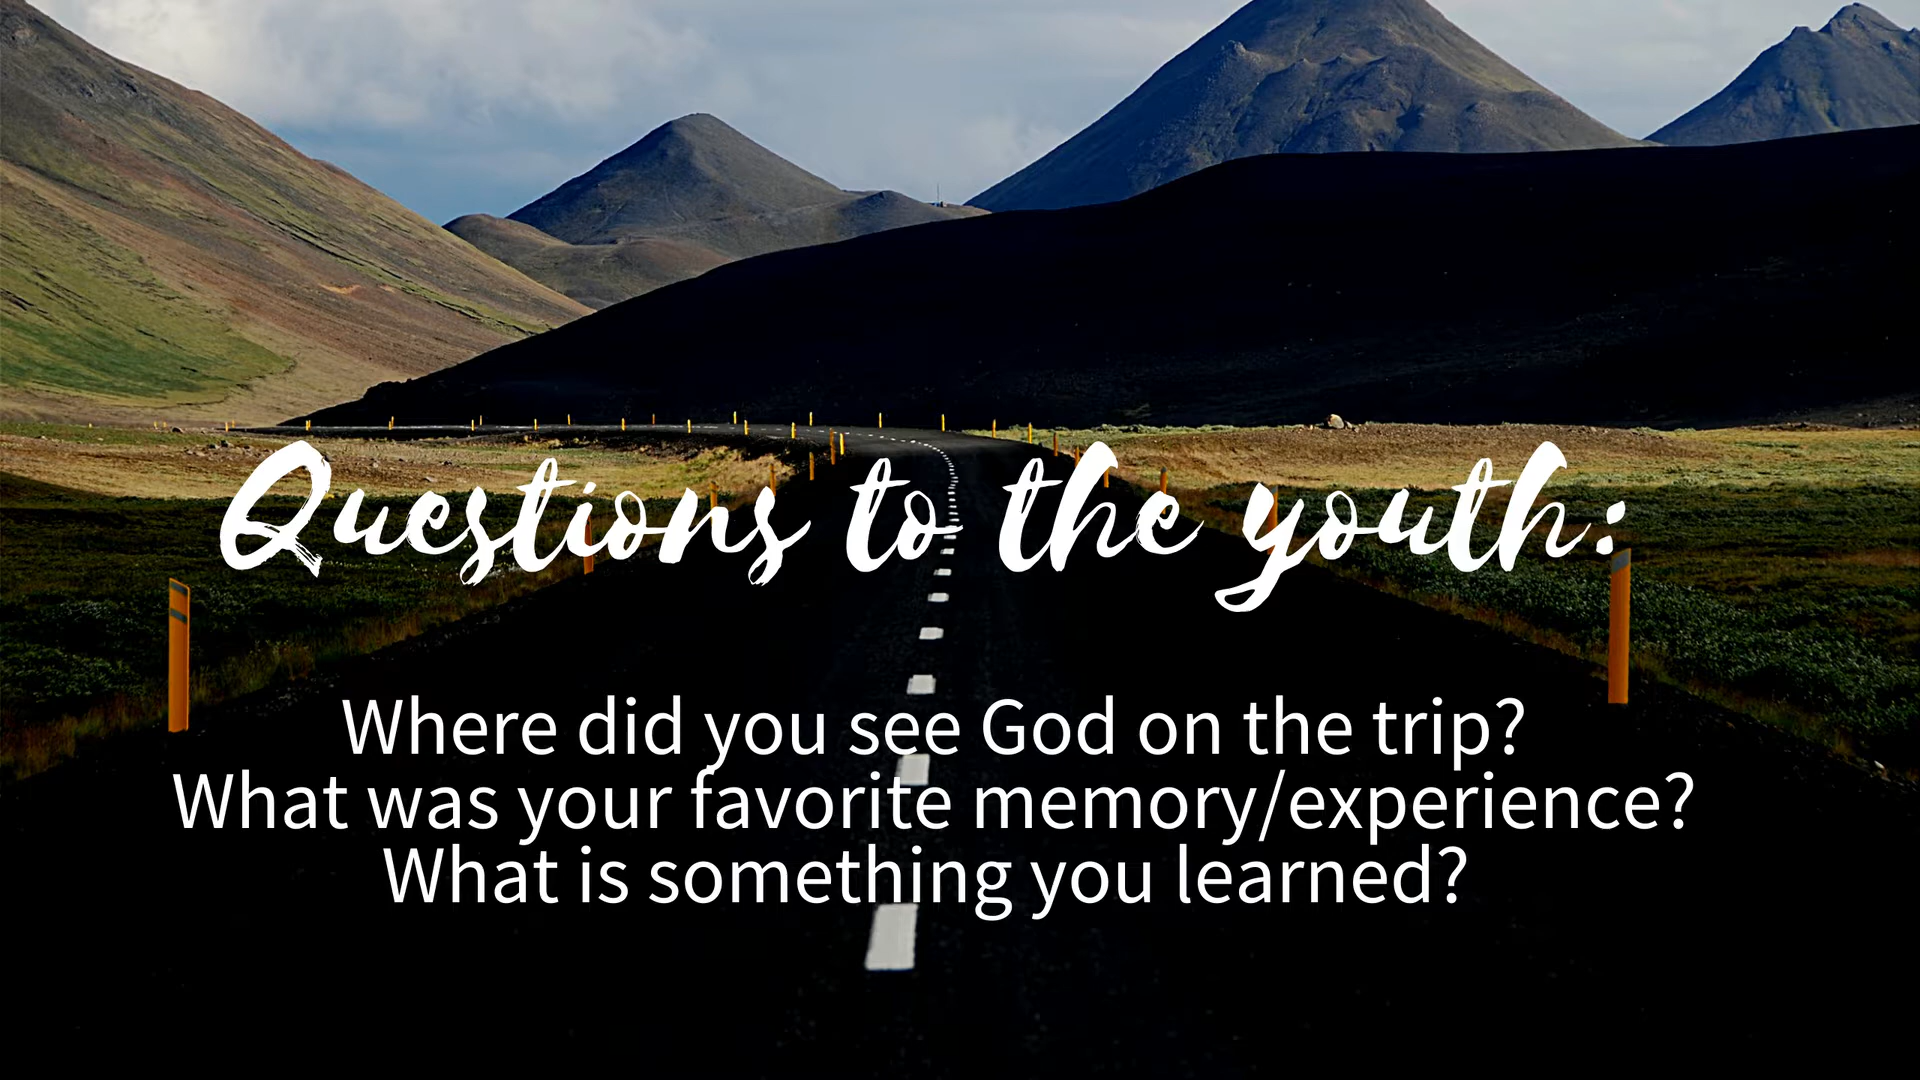 Questions to the youth:
Where did you see God on the trip?
What was your favorite memory/experience?
What is something you learned?